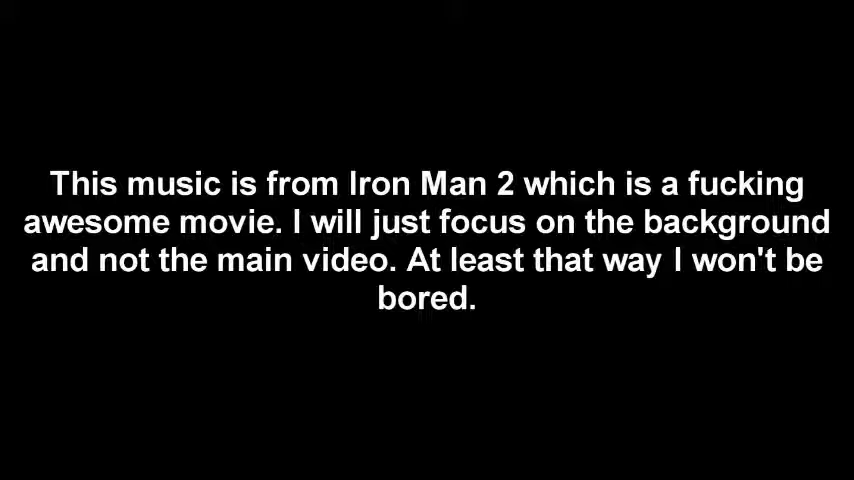 This music is from Iron Man 2 which is a fucking
awesome movie. I will just focus on the background
and not the main video. At least that way I won't be
bored.